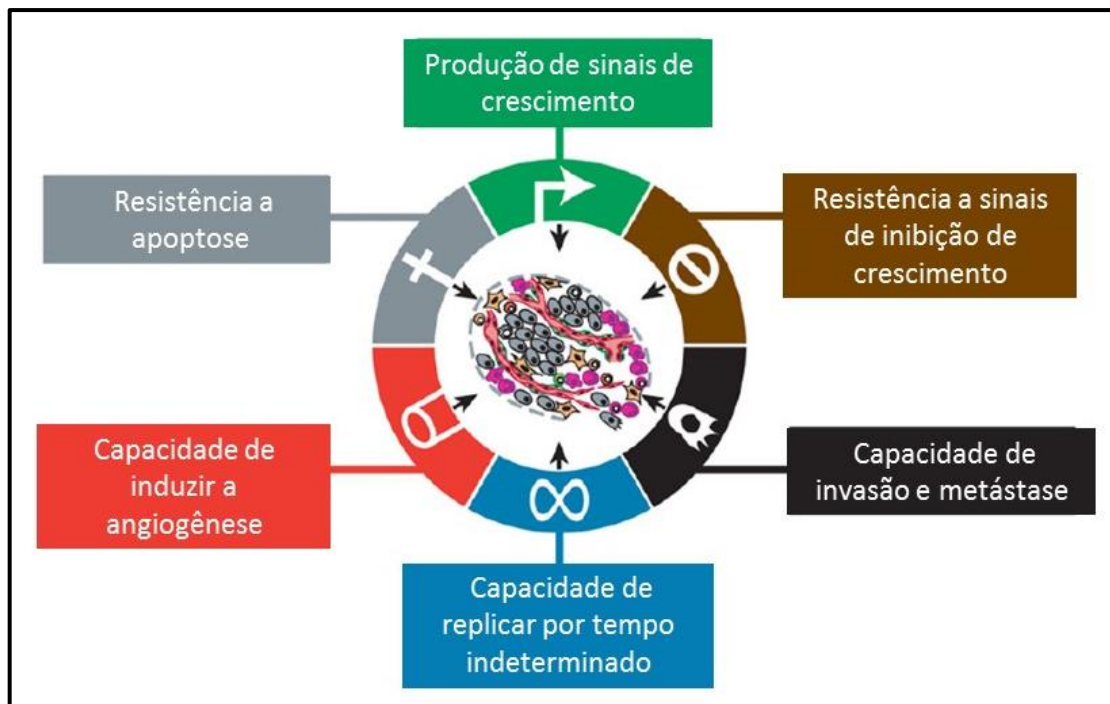 Produção de sinais de
crescimento
Resistência a
apoptose
Resistência a sinais
de inibição de
crescimento
Capacidade de
induzir a
angiogênese
Capacidade de
invasão e metástase
Capacidade de
replicar por tempo
indeterminado